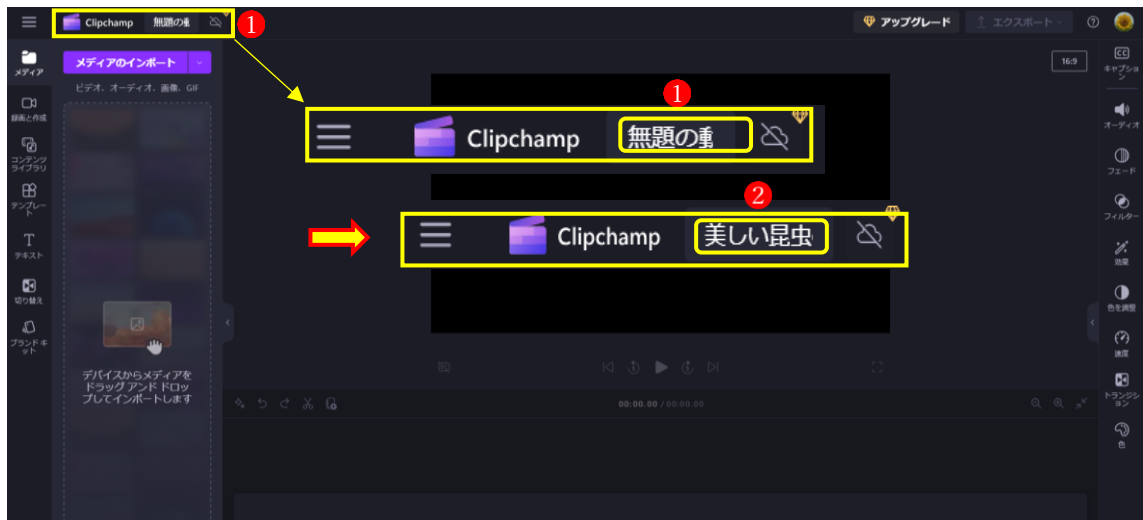 Clipchamp 無題の重
1
アップグレード
エクスポート
メディア
録画と作成
コンテンツ
ライブラリ
テンプレー
ト
テキスト
切り替え
ブランド キ
ット
メディアのインポート
ビデオ、オーディオ、画像、GIF
デバイスからメディアを
ドラッグ アンド ドロッ
プしてインポートします
1
Clipchamp 無題の重
2
Clipchamp 美しい昆虫
16:9
00:00.00 / 00:00.00
CC
キャプショ
ン
オーディオ
フェード
フィルター
効果
色を調整
速度
トランジシ
ョン
色